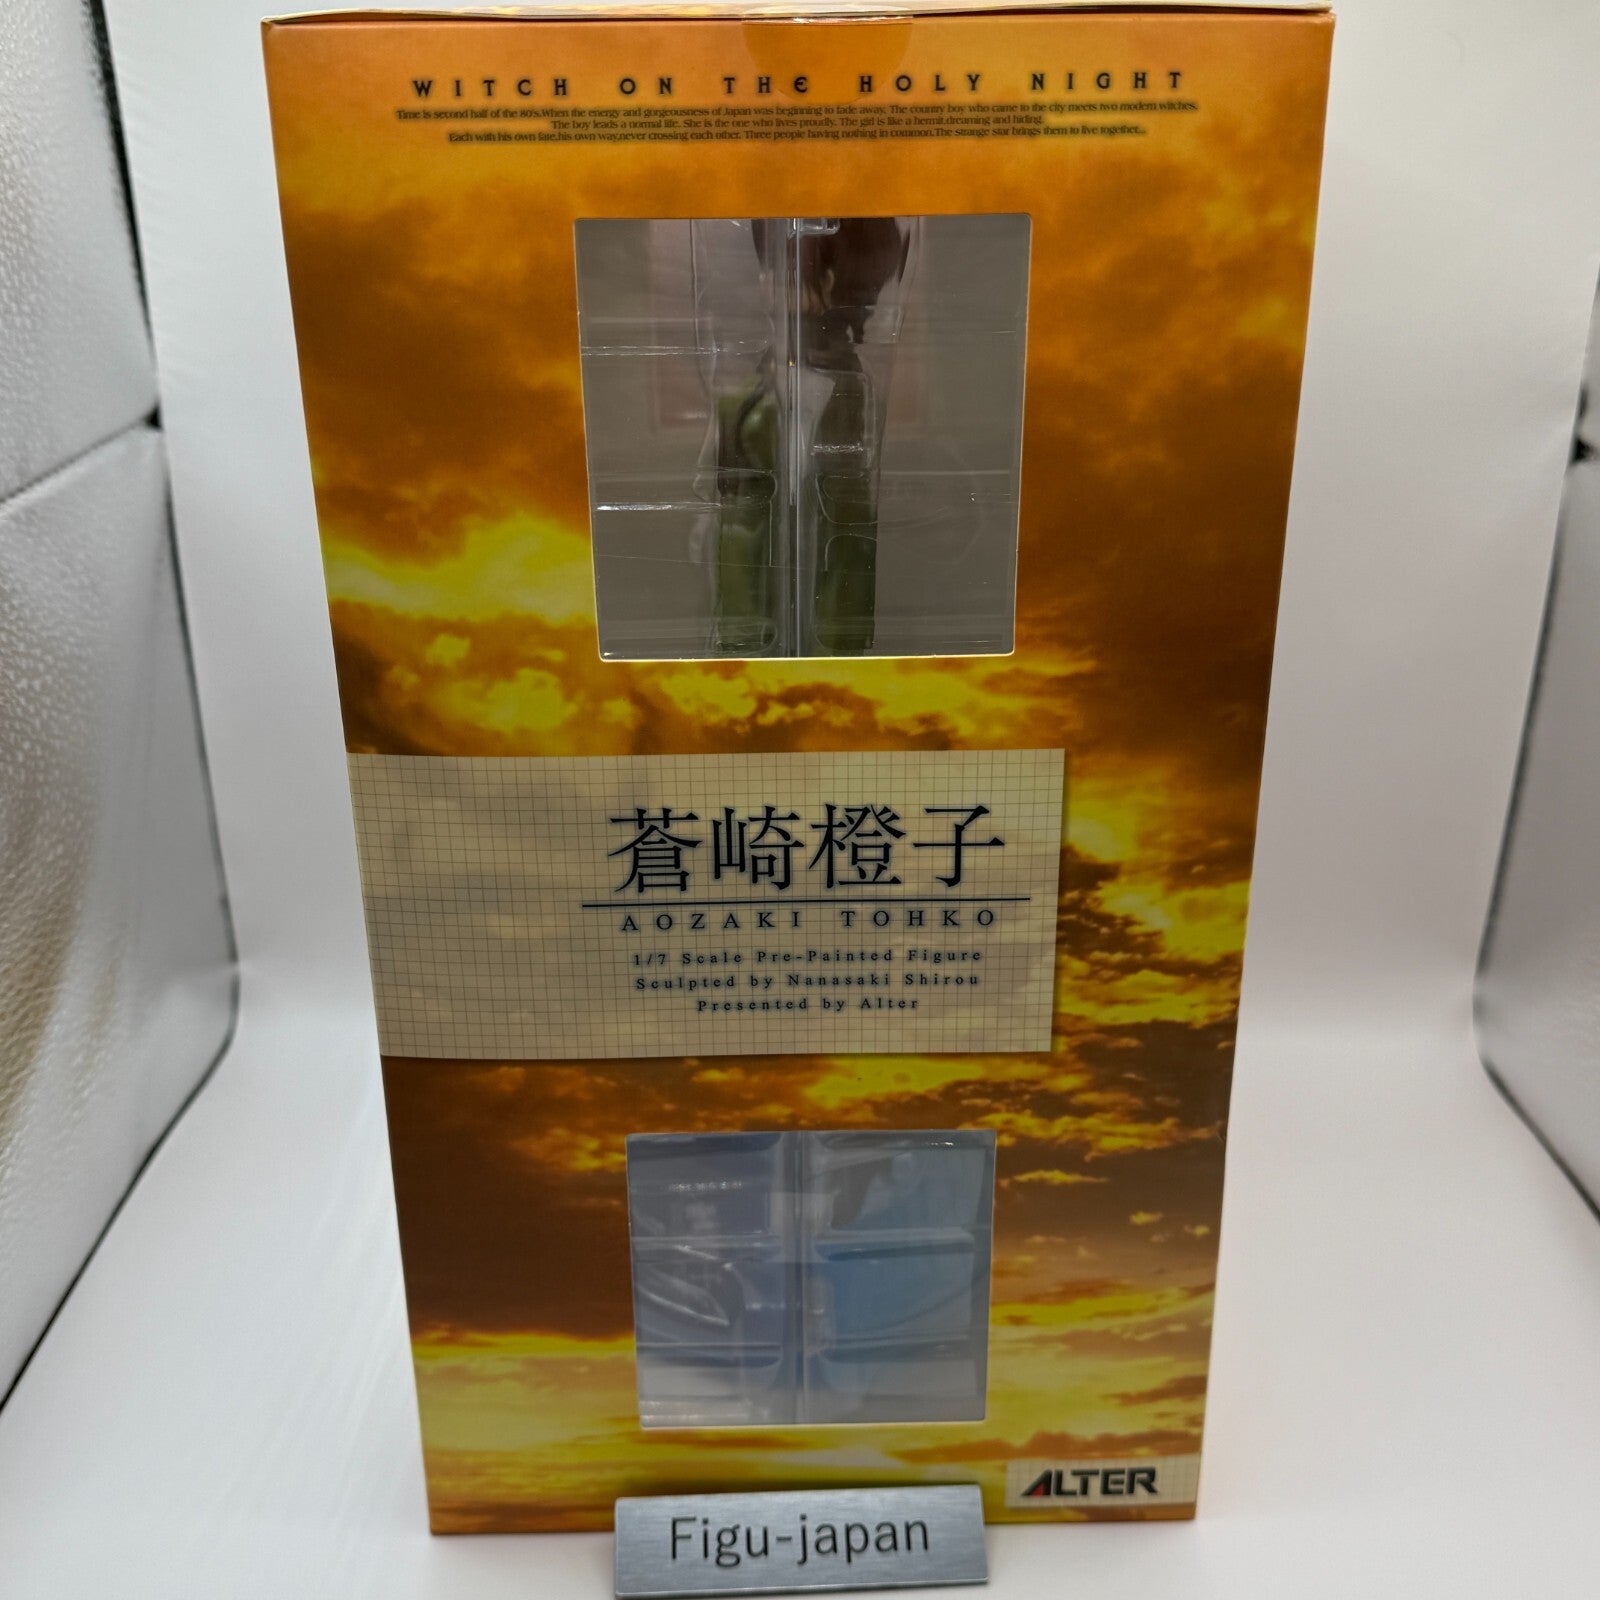 WITCH ON THE HOLY NIGHT
Time is second half of the 80's.When the energy and gorgeousness of Japan was beginning to fade away. The country boy who came to the city meets two modern witches.
The boy leads a normal life. She is the one who lives proudly. The girl is like a hermit,dreaming and hiding.
Each with his own fate,his own way,never crossing each other. Three people having nothing in common.The strange star brings them to live together...
蒼崎橙子
AOZAKI TOHKO
1/7 Scale Pre-Painted Figure
Sculpted by Nanasaki Shirou
Presented by Alter
ALTER
Figu-japan